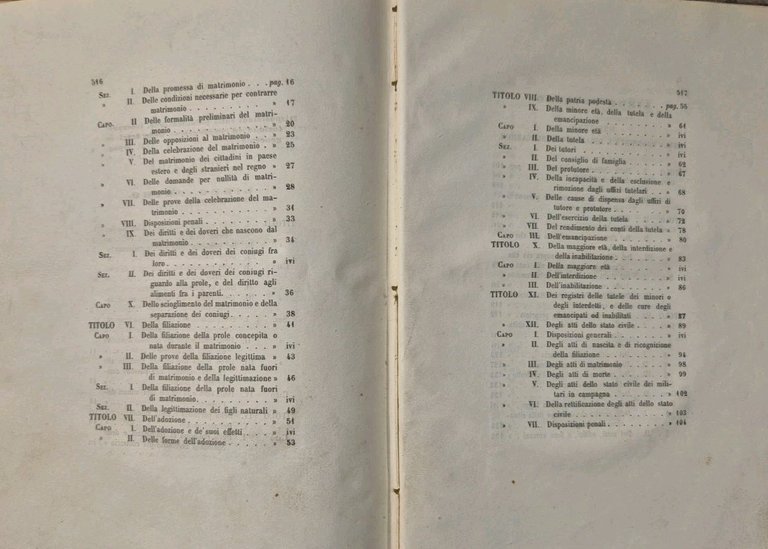 516
Sez. I. Della promessa di matrimonio . . . pag. 16
» II. Delle condizioni necessarie per contrarre
matrimonio . . . . . . . . . . » 17
Capo. II Delle formalità preliminari del matri-
monio . . . . . . . . . . . » 20
» III. Delle opposizioni al matrimonio . . » 23
» IV. Della celebrazione del matrimonio . » 25
» V. Del matrimonio dei cittadini in paese
estero e degli stranieri nel regno » 27
» VI. Delle domande per nullità di matri-
monio . . . . . . . . . . . » 28
» VII. Delle prove della celebrazione del ma-
trimonio . . . . . . . . . . » 31
» VIII. Disposizioni penali . . . . . . . » 33
» IX. Dei diritti e dei doveri che nascono dal
matrimonio . . . . . . . . . » 34
Sez. I. Dei diritti e dei doveri dei coniugi fra
loro . . . . . . . . . . . . ivi
Sez. II. Dei diritti e dei doveri dei coniugi ri-
guardo alla prole, e del diritto agli
alimenti fra i parenti. . . . . . » 36
Capo X. Dello scioglimento del matrimonio e della
separazione dei coniugi . . . . . » 38
TITOLO VI. Della filiazione . . . . . . . . » 41
Capo I. Della filiazione della prole concepita o
nata durante il matrimonio . . . . ivi
» II. Delle prove della filiazione legittima » 43
» III. Della filiazione della prole nata fuori
di matrimonio e della legittimazione » 46
Sez. I. Della filiazione della prole nata fuori
di matrimonio. . . . . . . . . ivi
Sez. II. Della legittimazione dei figli naturali » 49
TITOLO VII. Dell'adozione . . . . . . . . . » 51
Capo I. Dell'adozione e de' suoi effetti . . . ivi
» II. Delle forme dell'adozione . . . . . » 53
517
TITOLO VIII. Della patria podestà . . . . . . . pag. 56
» IX. Della minore età, della tutela e della
emancipazione . . . . . . . . » 61
Capo I. Della minore età . . . . . . . . ivi
» II. Della tutela . . . . . . . . . . ivi
Sez. I. Dei tutori . . . . . . . . . . . ivi
» II. Del consiglio di famiglia . . . . . » 62
» III. Del protutore . . . . . . . . . » 67
» IV. Della incapacità e della esclusione e
rimozione dagli uffizi tutelari . . » 68
» V. Delle cause di dispensa dagli uffizi di
tutore e protutore . . . . . . . » 70
» VI. Dell'esercizio della tutela . . . . . » 72
» VII. Del rendimento dei conti della tutela » 78
Capo III. Dell'emancipazione . . . . . . . » 80
TITOLO X. Della maggiore età, della interdizione e
della inabilitazione . . . . . . . » 83
Capo I. Della maggiore età . . . . . . . ivi
» II. Dell'interdizione . . . . . . . . ivi
» III. Dell'inabilitazione . . . . . . . » 86
TITOLO XI. Dei registri delle tutele dei minori o
degli interdetti, e delle cure degli
emancipati od inabilitati . . . . » 87
» XII. Degli atti dello stato civile . . . . » 89
Capo I. Disposizioni generali . . . . . . . ivi
» II. Degli atti di nascita e di ricognizione
della filiazione . . . . . . . . » 94
» III. Degli atti di matrimonio . . . . . » 98
» IV. Degli atti di morte . . . . . . . » 99
» V. Degli atti dello stato civile dei mi-
litari in campagna . . . . . . » 102
» VI. Della rettificazione degli atti dello stato
civile . . . . . . . . . . . » 103
» VII. Disposizioni penali . . . . . . . » 104